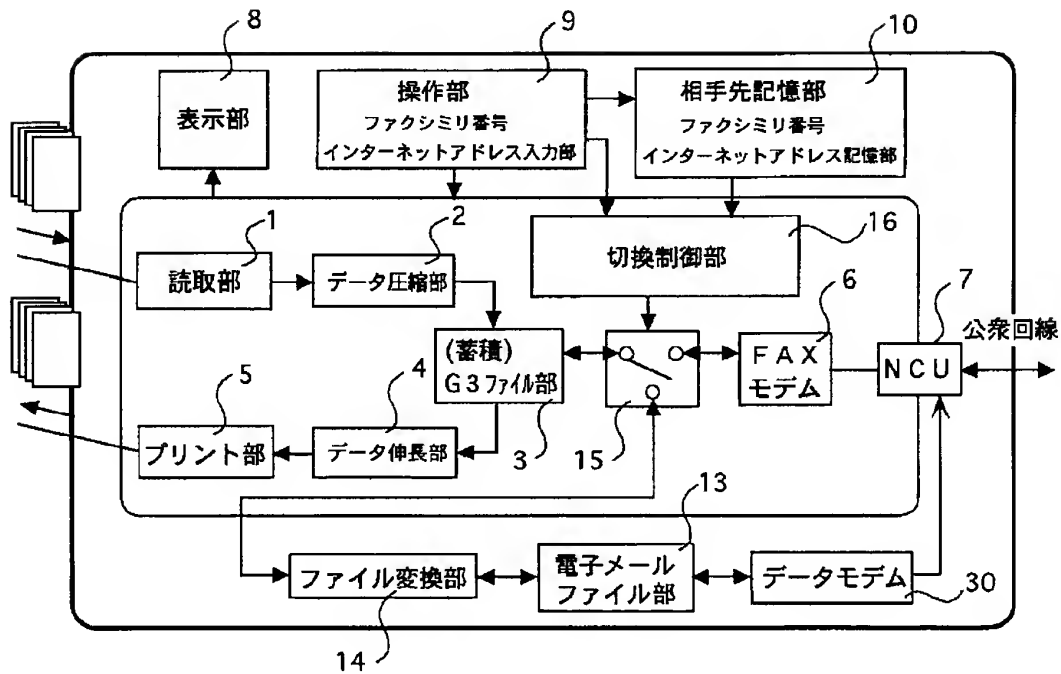 8
9
10
表示部
操作部
ファクシミリ番号
インターネットアドレス入力部
相手先記憶部
ファクシミリ番号
インターネットアドレス記憶部
1
2
16
読取部
データ圧縮部
切換制御部
6
7
公衆回線
(蓄積)
G3ファイル部
FAX
モデム
NCU
5
4
プリント部
データ伸長部
3
15
13
ファイル変換部
電子メール
ファイル部
データモデム
30
14